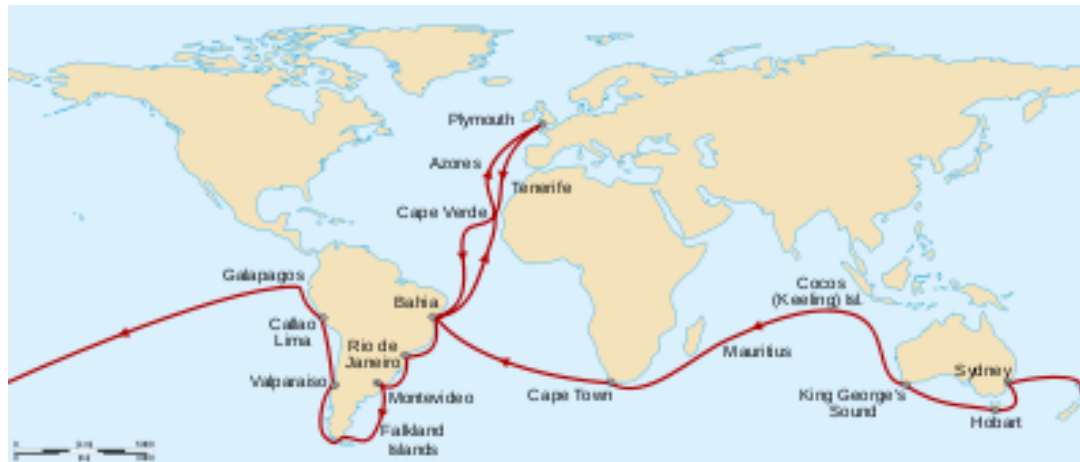 Plymouth
Azores
Tenerife
Cape Verde
Galapagos
Bahia
Cocos
(Keeling) Isl.
Callao
Lima
Rio de
Janeiro
Mauritius
Sydney
Valparaiso
Montevideo
Cape Town
King George's
Sound
Hobart
Falkland
Islands